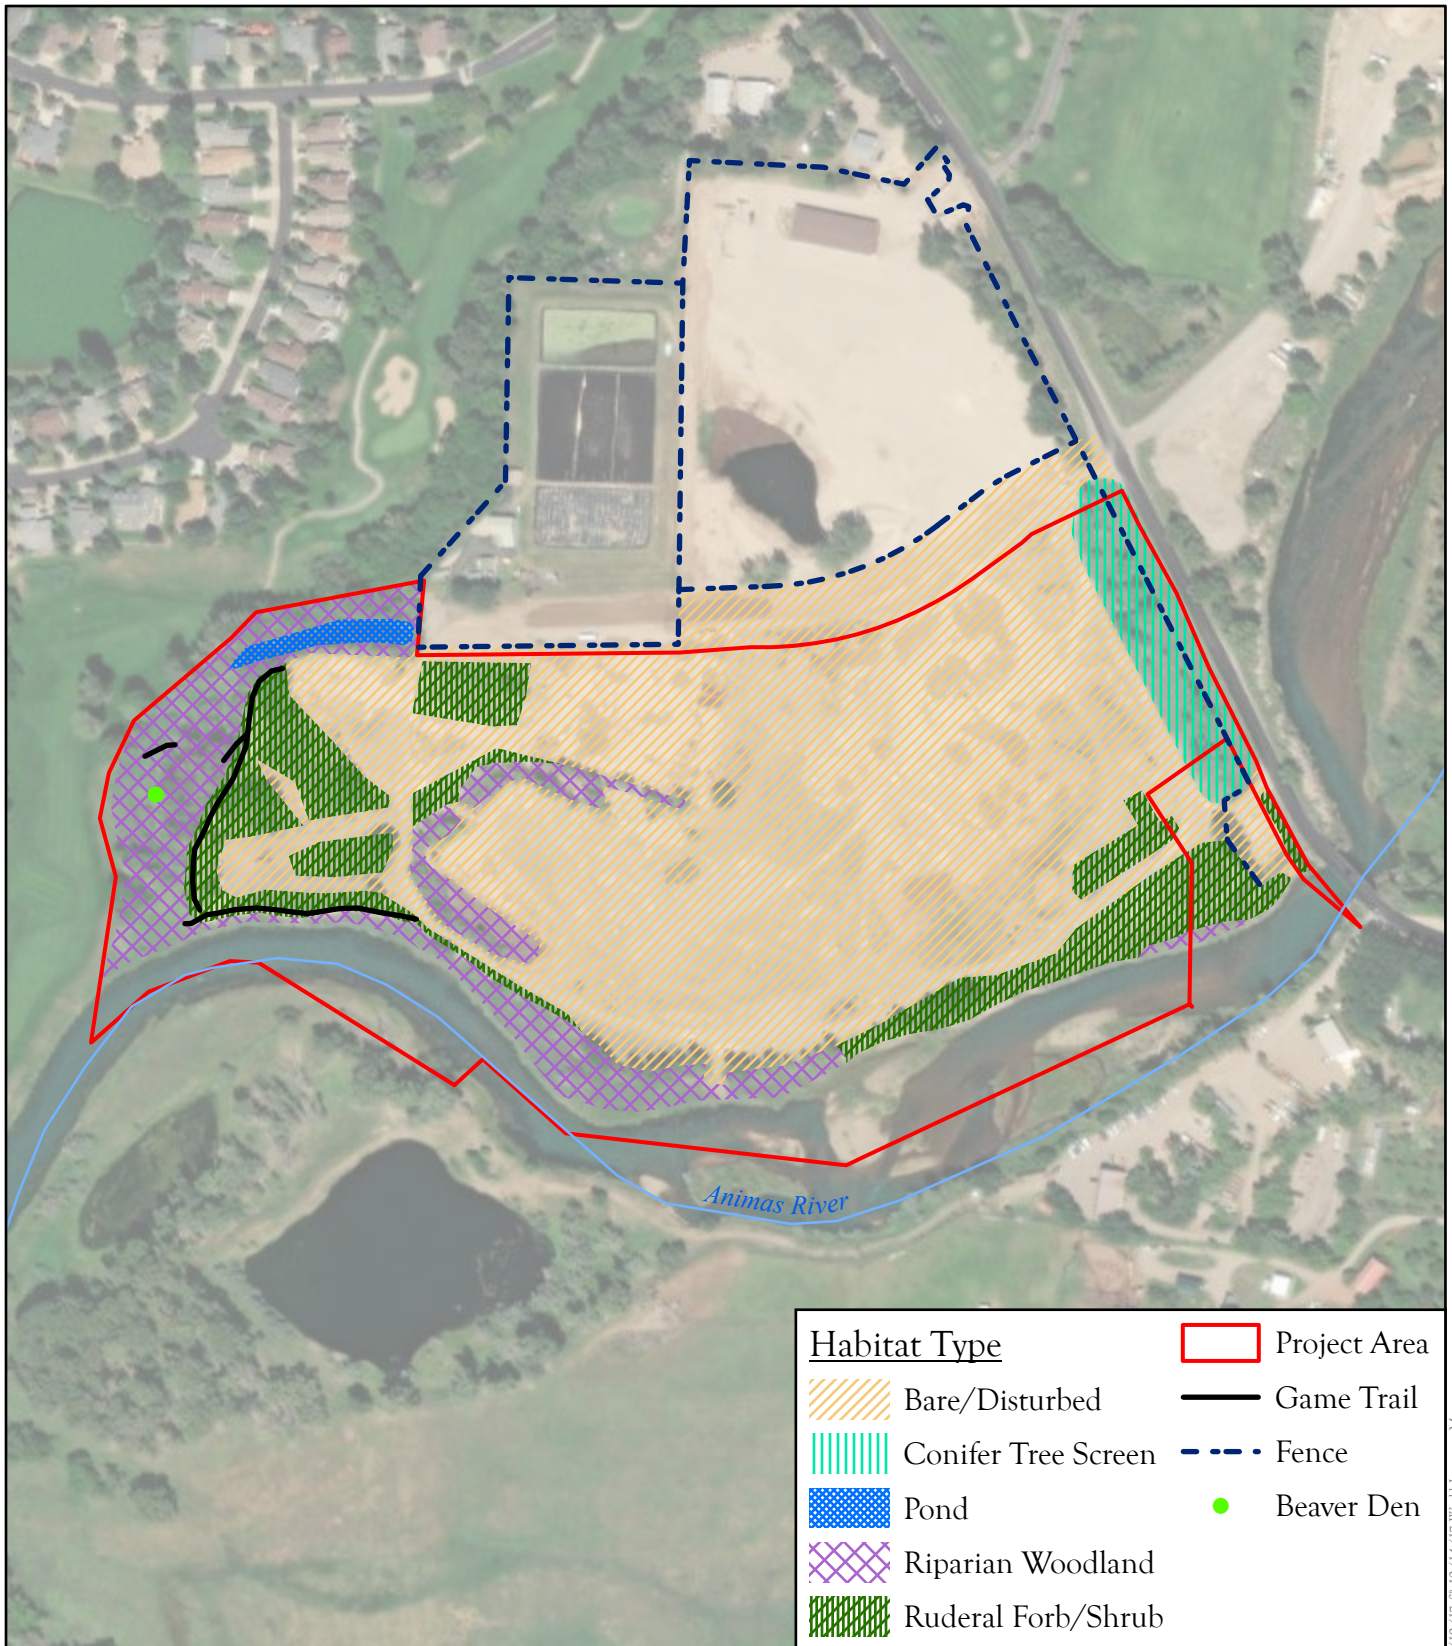 Animas River
Habitat Type
Bare/Disturbed
Conifer Tree Screen
Pond
Riparian Woodland
Ruderal Forb/Shrub
Project Area
Game Trail
Fence
Beaver Den